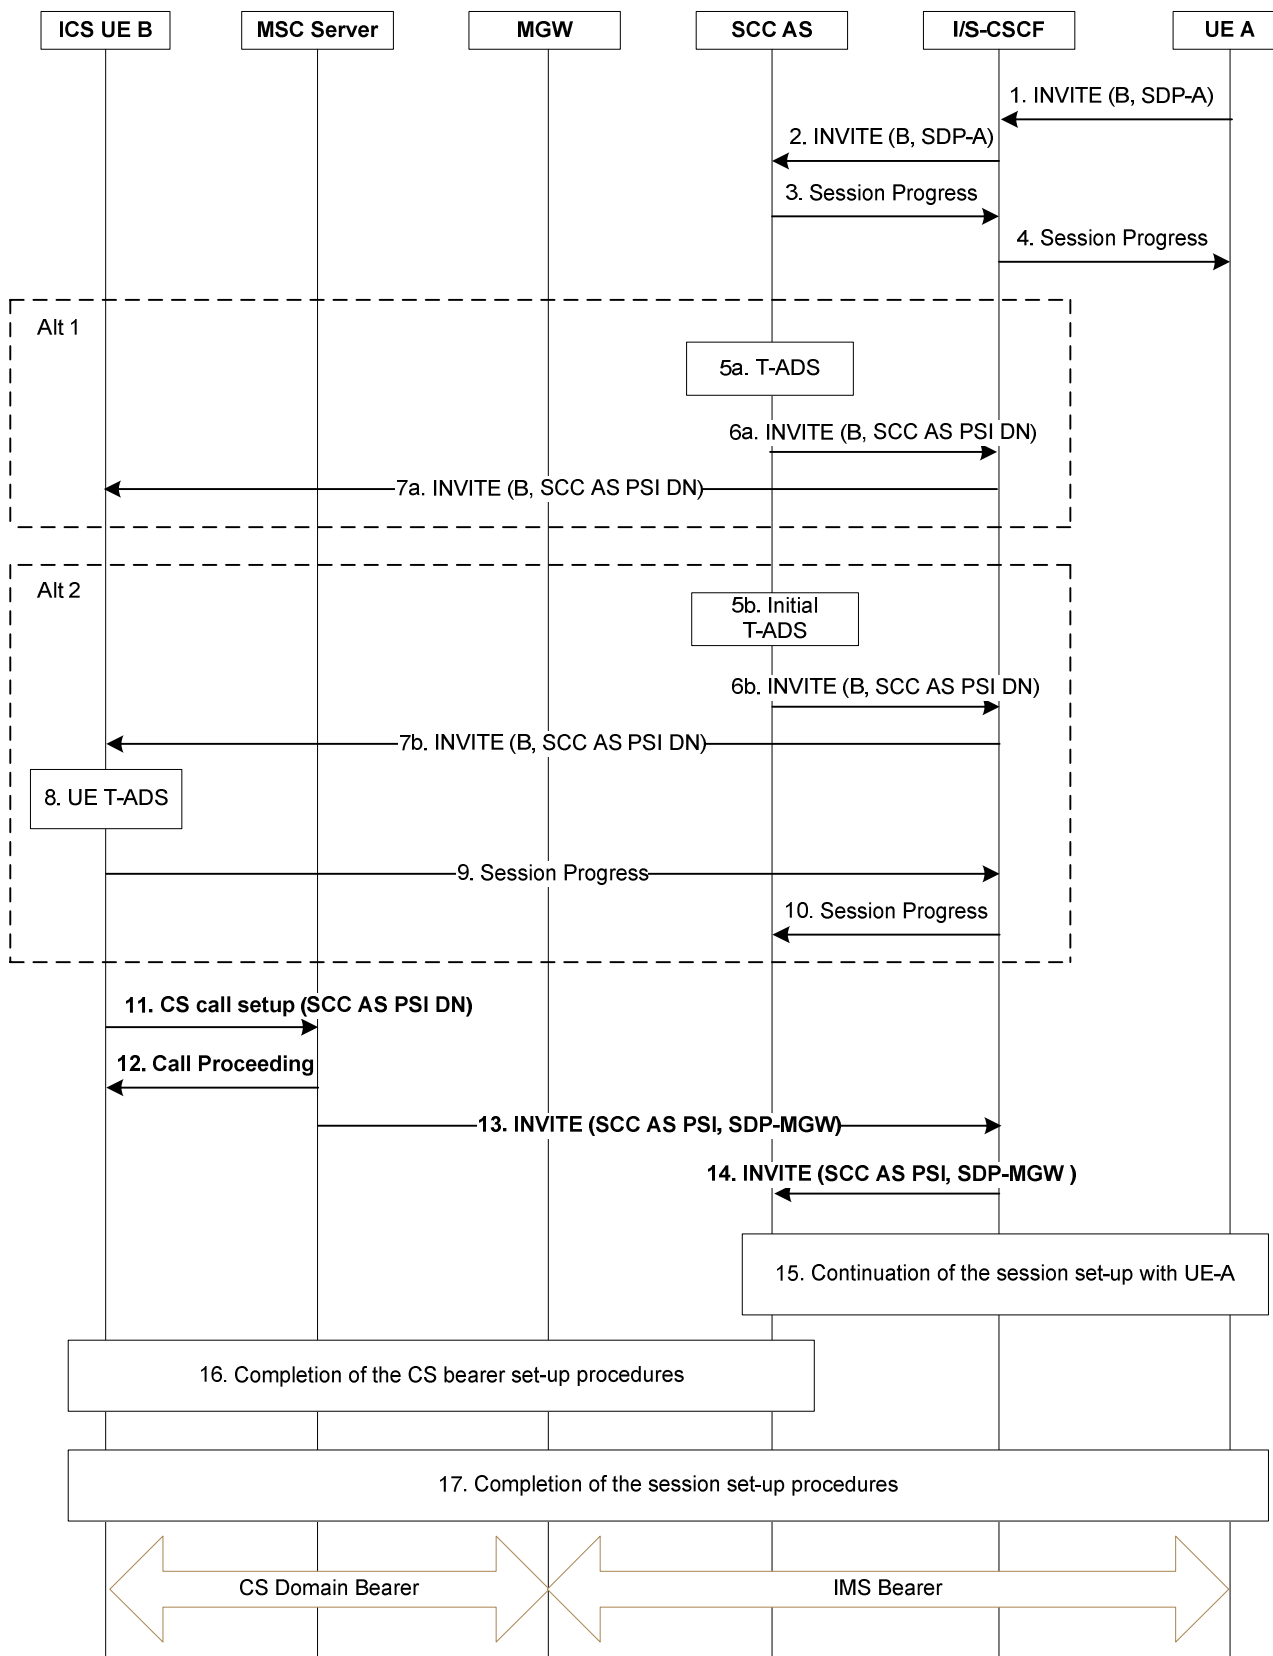 ICS UE B
MSC Server
MGW
SCC AS
I/S-CSCF
UE A
1. INVITE (B, SDP-A)
2. INVITE (B, SDP-A)
3. Session Progress
4. Session Progress
Alt 1
5a. T-ADS
6a. INVITE (B, SCC AS PSI DN)
7a. INVITE (B, SCC AS PSI DN)
Alt 2
5b. Initial
T-ADS
6b. INVITE (B, SCC AS PSI DN)
7b. INVITE (B, SCC AS PSI DN)
8. UE T-ADS
9. Session Progress
10. Session Progress
11. CS call setup (SCC AS PSI DN)
12. Call Proceeding
13. INVITE (SCC AS PSI, SDP-MGW)
14. INVITE (SCC AS PSI, SDP-MGW )
15. Continuation of the session set-up with UE-A
16. Completion of the CS bearer set-up procedures
17. Completion of the session set-up procedures
CS Domain Bearer
IMS Bearer